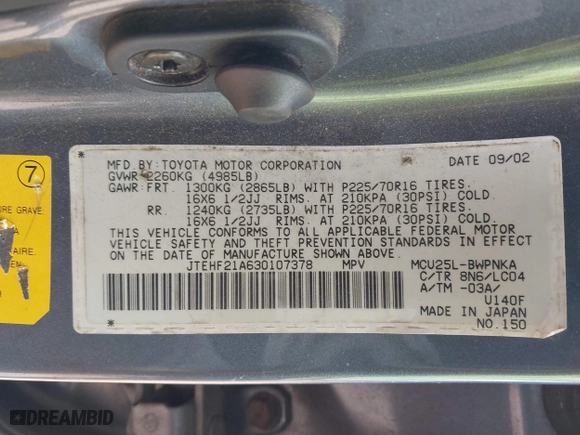 MFD BY:TOYOTA MOTOR CORPORATION DATE 09/02
GVWR 2260KG (4985LB)
GAWR FRT. 1300KG (2865LB) WITH P225/70R16 TIRES.
16X6 1/2JJ RIMS. AT 210KPA (30PSI) COLD.
RR. 1240KG (2735LB) WITH P225/70R16 TIRES.
16X6 1/2JJ RIMS. AT 210KPA (30PSI) COLD.
THIS VEHICLE CONFORMS TO ALL APPLICABLE FEDERAL MOTOR
VEHICLE SAFETY AND THEFT PREVENTION STANDARDS IN EFFECT
ON THE DATE OF MANUFACTURE SHOWN ABOVE.
* JTEHF21A630107378 * MPV MCU25L-BWPNKA
C/TR 8N6/LC04
A/TM -03A/
U140F
MADE IN JAPAN
NO.150
7
URE GRAVE
AIRE.
DREAMBID